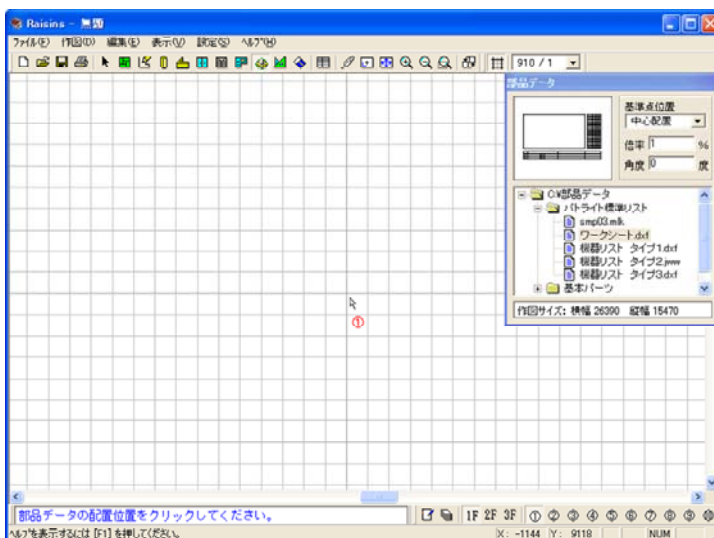 Raisins - 無題
ファイル(F) 作図(D) 編集(E) 表示(V) 設定(S) ヘルプ(H)
910 / 1
部品データ
基準点位置
中心配置
倍率 1 %
角度 0 度
C:¥部品データ
パトライト標準リスト
smp03.mlk
ワークシート.dxf
機器リスト タイプ1.dxf
機器リスト タイプ2.jww
機器リスト タイプ3.dxf
基本パーツ
作図サイズ: 横幅 26390 縦幅 15470
①
部品データの配置位置をクリックしてください。
1F 2F 3F ① ② ③ ④ ⑤ ⑥ ⑦ ⑧ ⑨ ⑩
ヘルプを表示するには [F1] を押してください。
X: -1144 Y: 9118 NUM